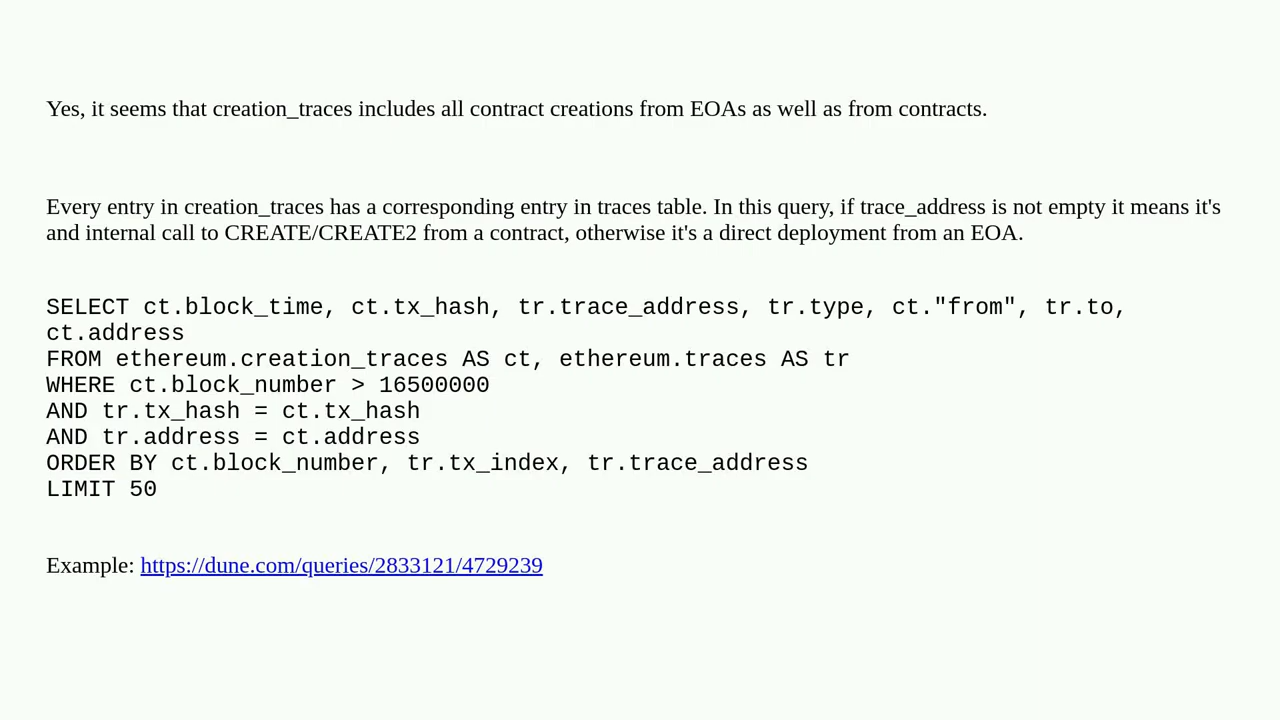 Yes, it seems that creation_traces includes all contract creations from EOAs as well as from contracts.
Every entry in creation_traces has a corresponding entry in traces table. In this query, if trace_address is not empty it means it's
and internal call to CREATE/CREATE2 from a contract, otherwise it's a direct deployment from an EOA.
SELECT ct.block_time, ct.tx_hash, tr.trace_address, tr.type, ct."from", tr.to,
ct.address
FROM ethereum.creation_traces AS ct, ethereum.traces AS tr
WHERE ct.block_number > 16500000
AND tr.tx_hash = ct.tx_hash
AND tr.address = ct.address
ORDER BY ct.block_number, tr.tx_index, tr.trace_address
LIMIT 50
Example: https://dune.com/queries/2833121/4729239